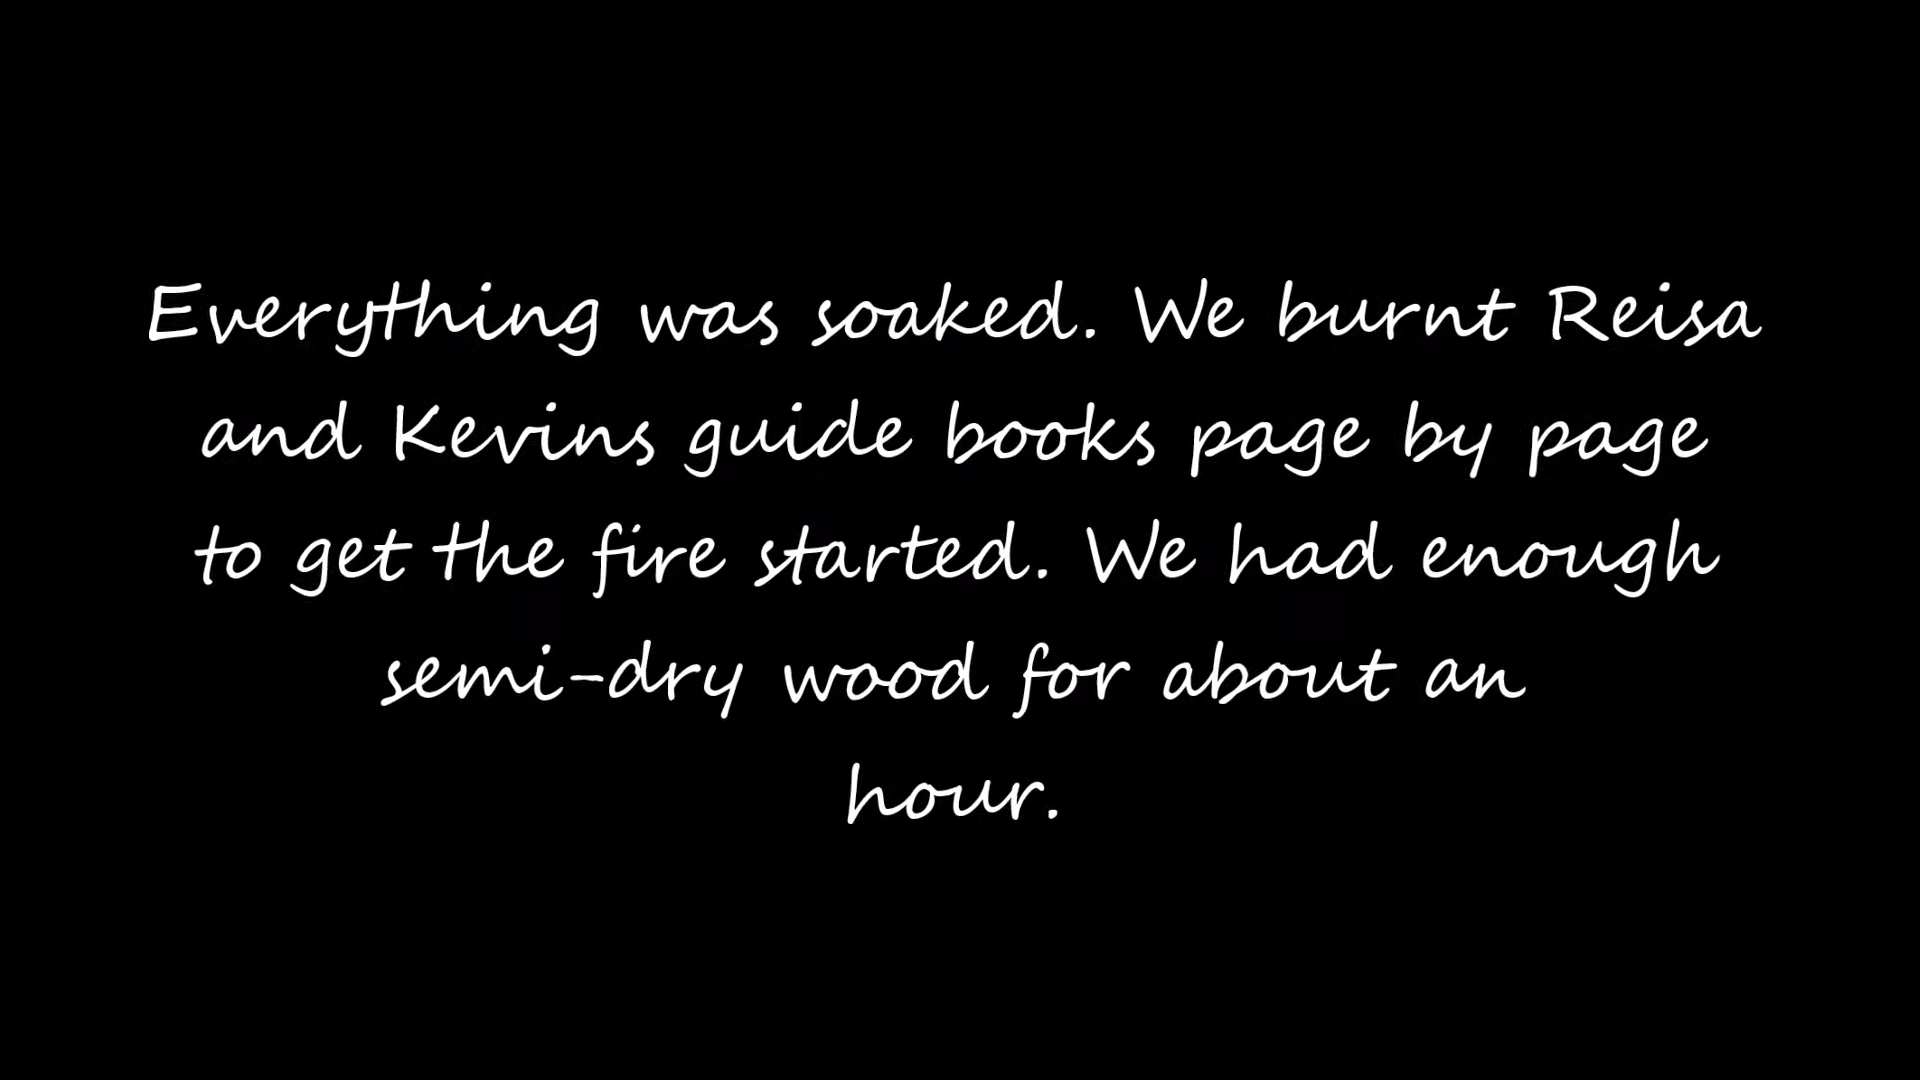 Everything was soaked. We burnt Reisa
and Kevins guide books page by page
to get the fire started. We had enough
semi-dry wood for about an
hour.